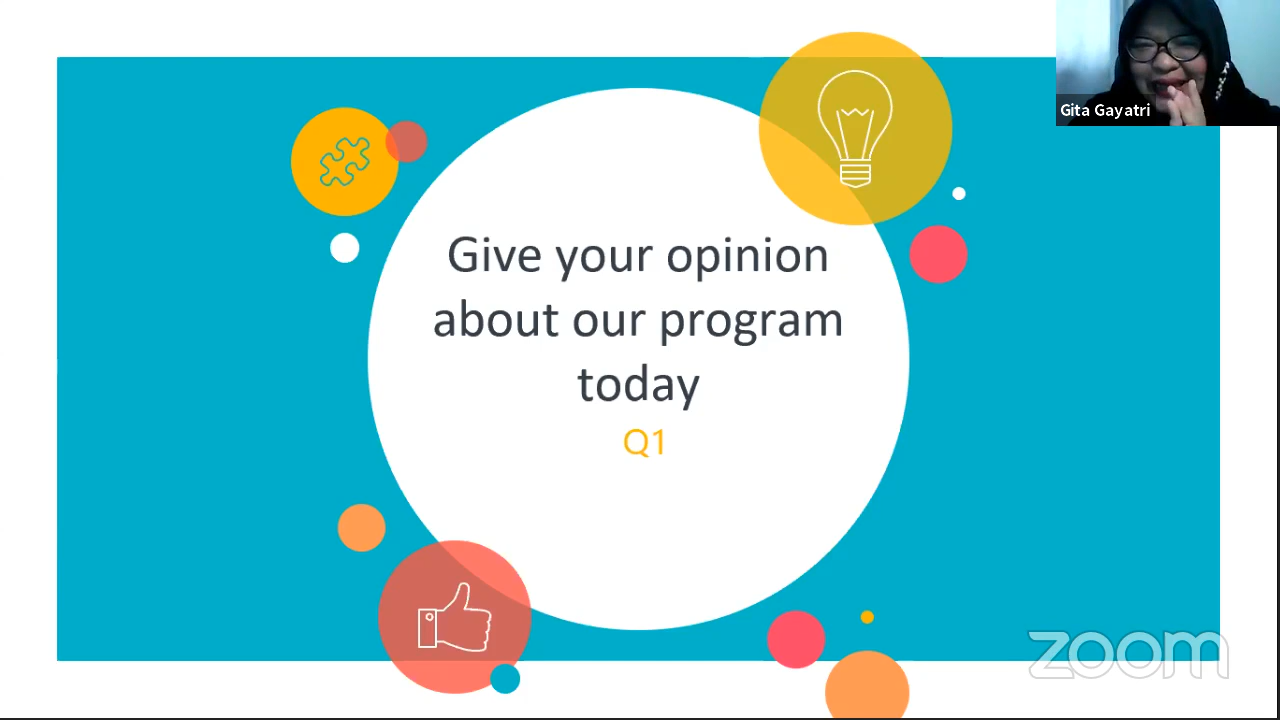 Gita Gayatri
Give your opinion
about our program
today
Q1
zoom